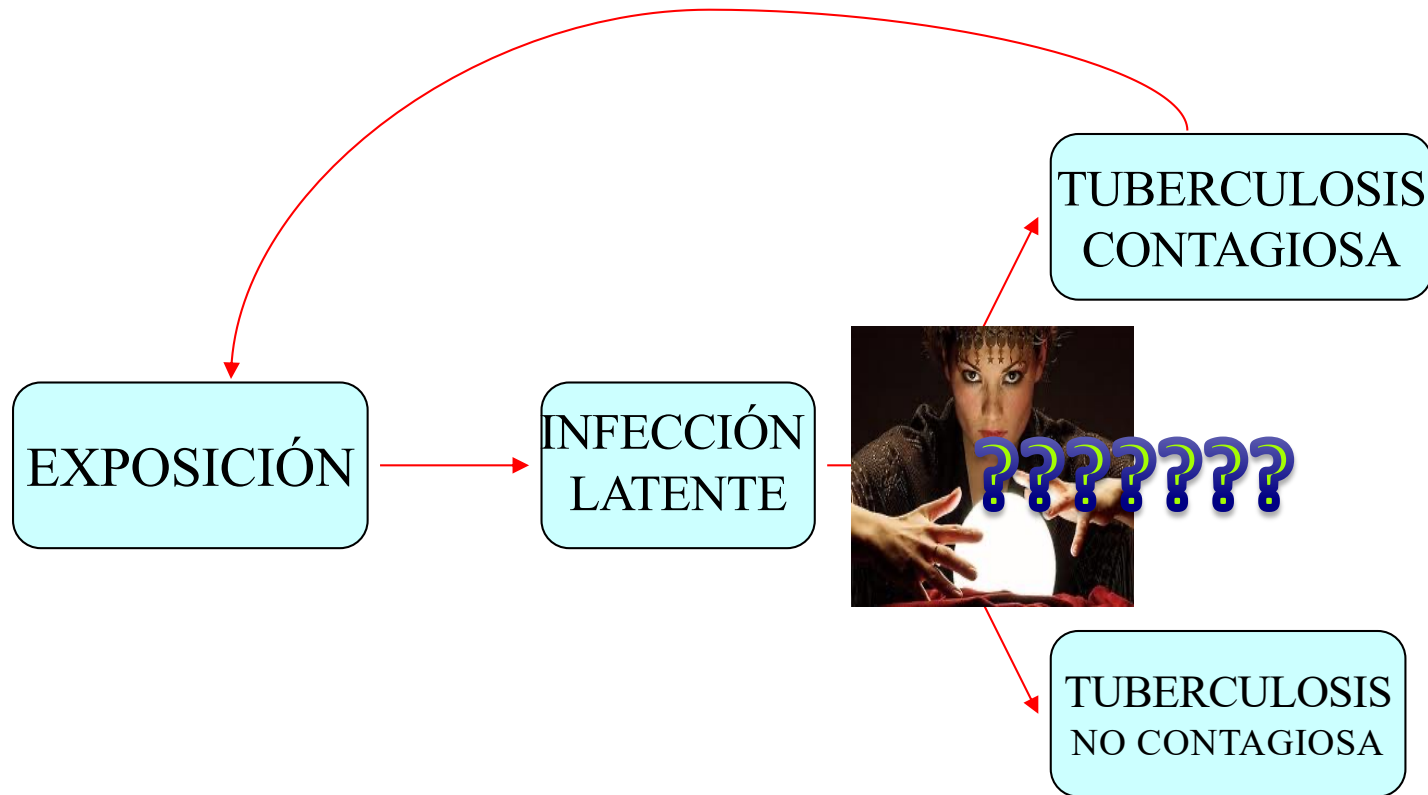 TUBERCULOSIS
CONTAGIOSA
EXPOSICIÓN
INFECCIÓN
LATENTE
???????
TUBERCULOSIS
NO CONTAGIOSA